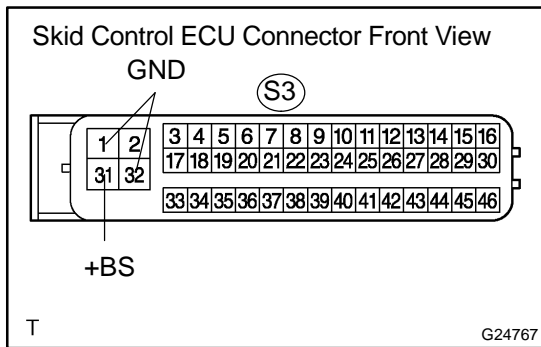 Skid Control ECU Connector Front View
GND
S3
1 2
3 4 5 6 7 8 9 10 11 12 13 14 15 16
17 18 19 20 21 22 23 24 25 26 27 28 29 30
31 32
33 34 35 36 37 38 39 40 41 42 43 44 45 46
+BS
T
G24767